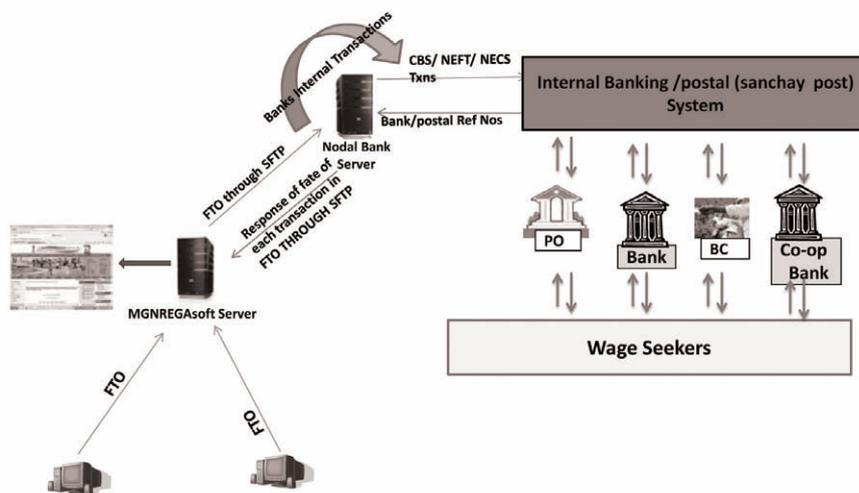 Banks Internal Transactions
CBS/ NEFT/ NECS
Txns
Internal Banking /postal (sanchay post)
System
Bank/postal Ref Nos
Nodal Bank
Server
FTO through SFTP
Response of fate of
each transaction in
FTO THROUGH SFTP
PO
Bank
BC
Co-op
Bank
MGNREGAsoft Server
Wage Seekers
FTO
FTO